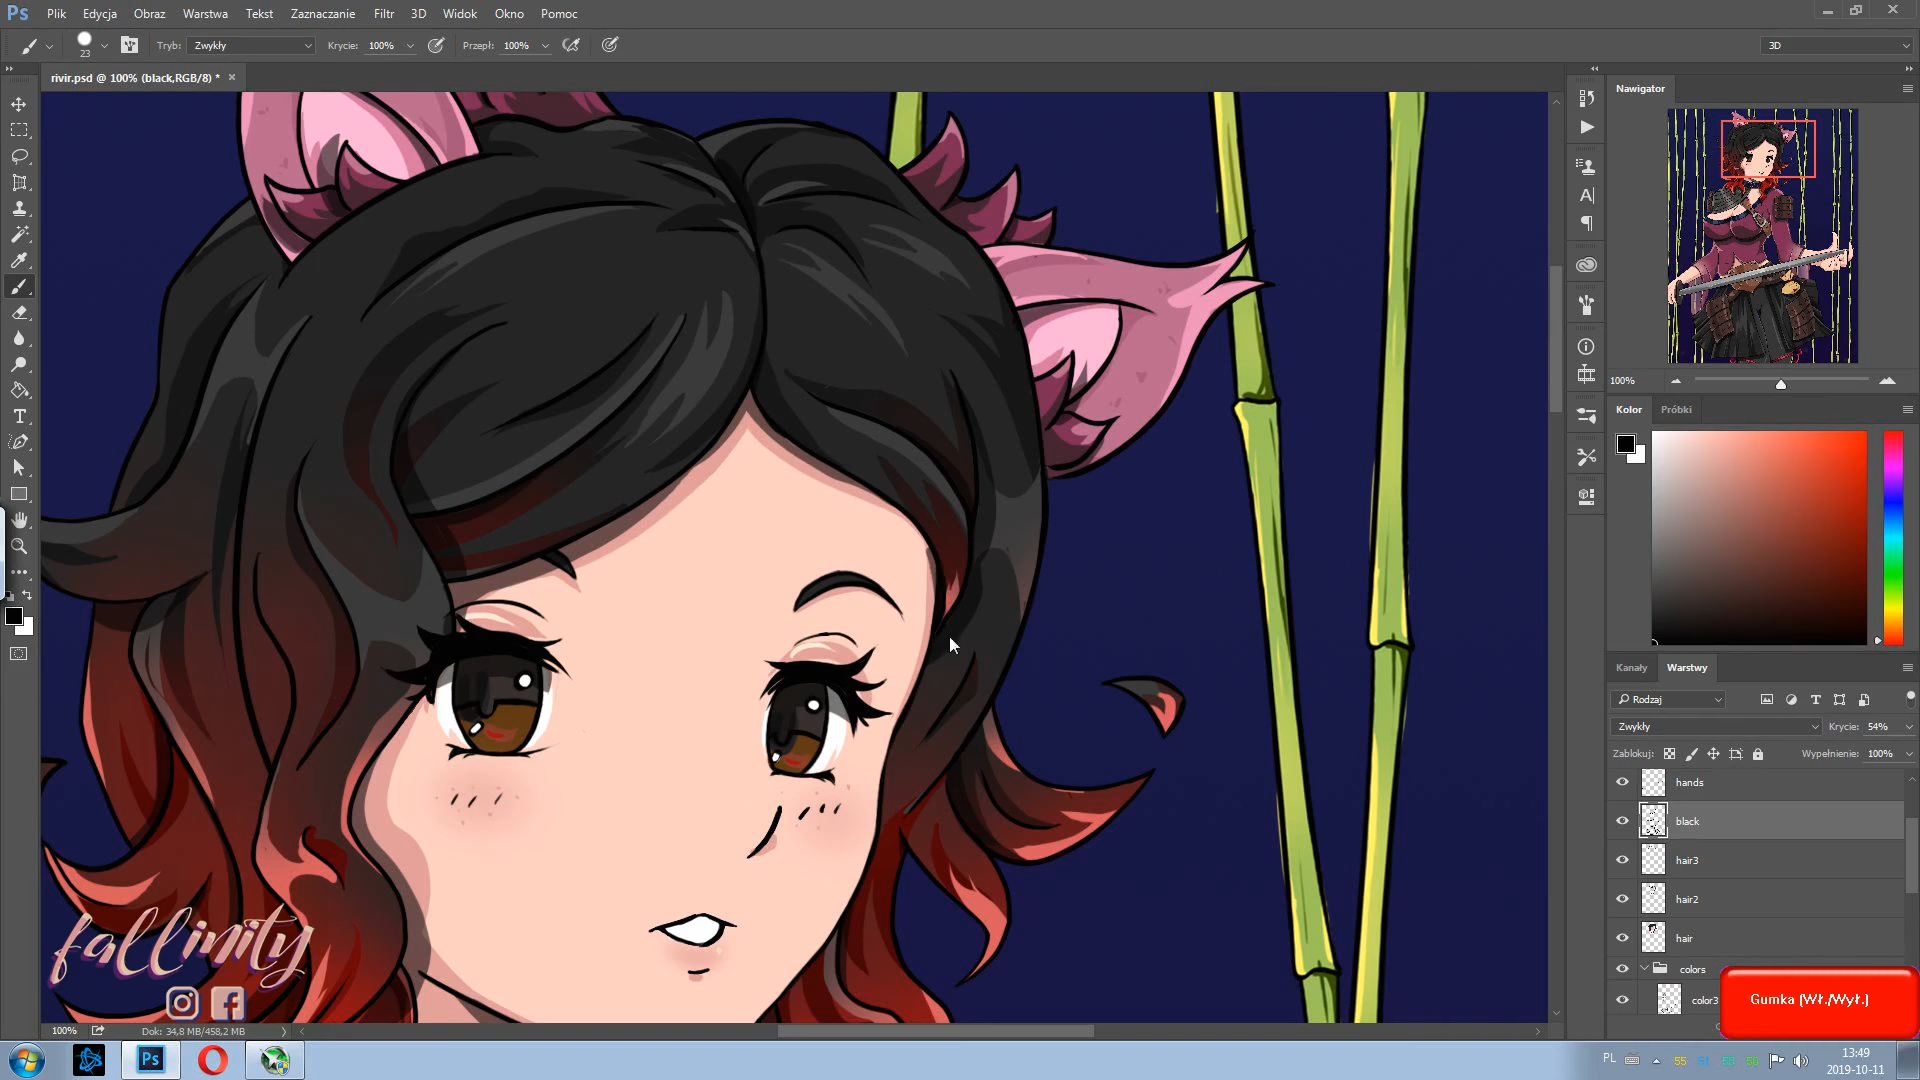 Ps Plik Edycja Obraz Warstwa Tekst Zaznaczanie Filtr 3D Widok Okno Pomoc
23 Tryb: Zwykły Krycie: 100% Przepł: 100% 3D
rivir.psd @ 100% (black,RGB/8) * ×
Nawigator
100%
Kolor Próbki
Kanały Warstwy
Rodzaj
Zwykły Krycie: 54%
Zablokuj: Wypełnienie: 100%
hands
black
hair3
hair2
hair
colors
color3
Gumka (Wł./Wył.)
fallinity
100% Dok: 34,8 MB/458,2 MB
Ps PL 55 13:49
2019-10-11